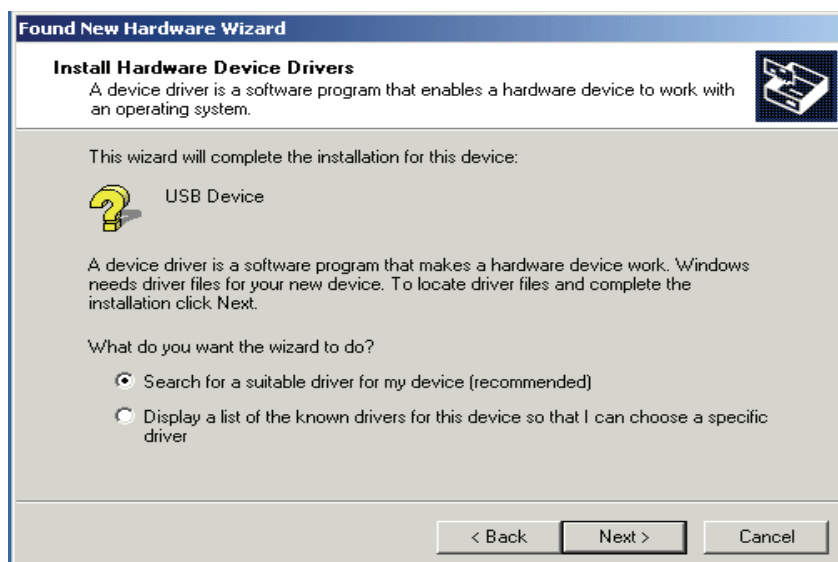 Found New Hardware Wizard
Install Hardware Device Drivers
A device driver is a software program that enables a hardware device to work with
an operating system.
This wizard will complete the installation for this device:
USB Device
A device driver is a software program that makes a hardware device work. Windows
needs driver files for your new device. To locate driver files and complete the
installation click Next.
What do you want the wizard to do?
Search for a suitable driver for my device (recommended)
Display a list of the known drivers for this device so that I can choose a specific
driver
< Back Next > Cancel